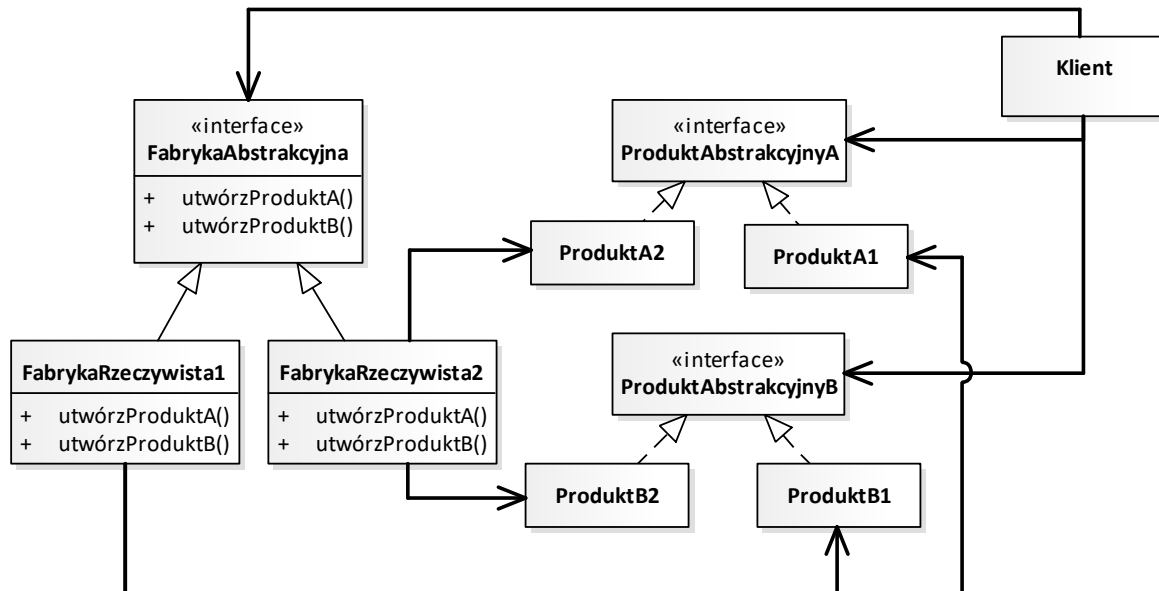 Klient
«interface»
FabrykaAbstrakcyjna
+ utwórzProduktA()
+ utwórzProduktB()
«interface»
ProduktAbstrakcyjnyA
ProduktA2
ProduktA1
FabrykaRzeczywista1
+ utwórzProduktA()
+ utwórzProduktB()
FabrykaRzeczywista2
+ utwórzProduktA()
+ utwórzProduktB()
«interface»
ProduktAbstrakcyjnyB
ProduktB2
ProduktB1